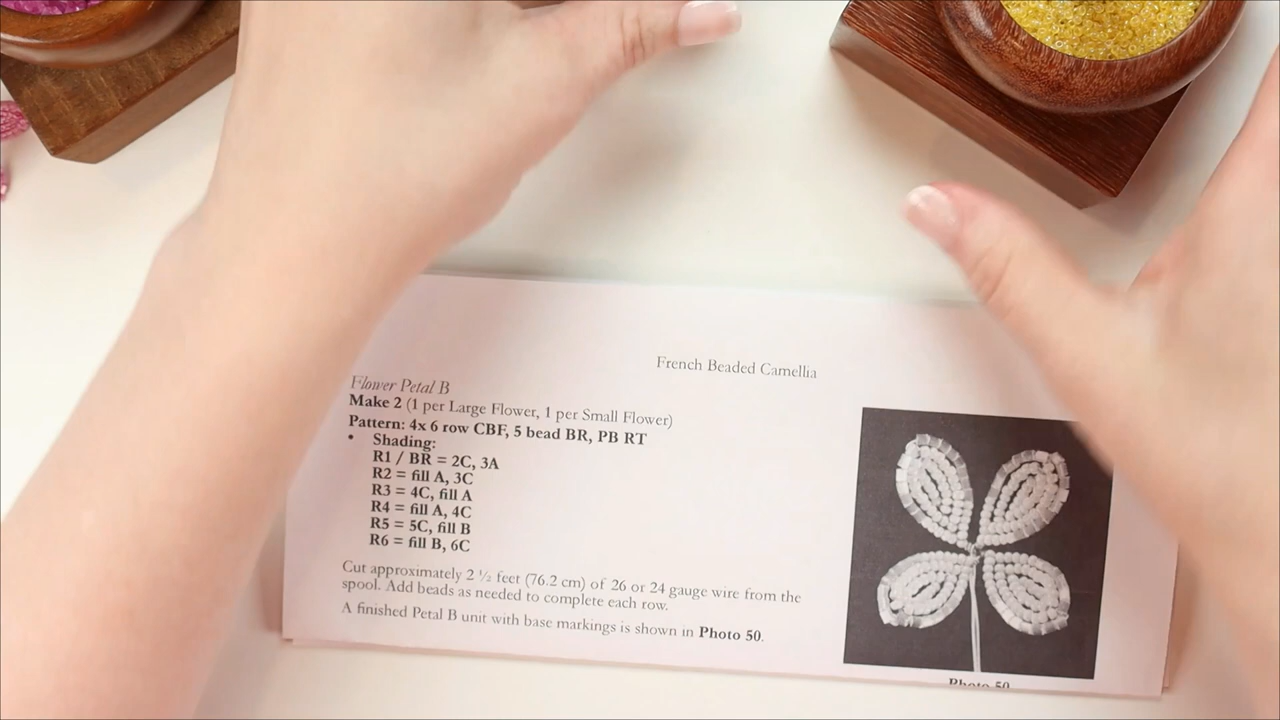 French Beaded Camellia
Flower Petal B
Make 2 (1 per Large Flower, 1 per Small Flower)
Pattern: 4x 6 row CBF, 5 bead BR, PB RT
• Shading:
R1 / BR = 2C, 3A
R2 = fill A, 3C
R3 = 4C, fill A
R4 = fill A, 4C
R5 = 5C, fill B
R6 = fill B, 6C
Cut approximately 2 ½ feet (76.2 cm) of 26 or 24 gauge wire from the
spool. Add beads as needed to complete each row.
A finished Petal B unit with base markings is shown in Photo 50.
Photo 50